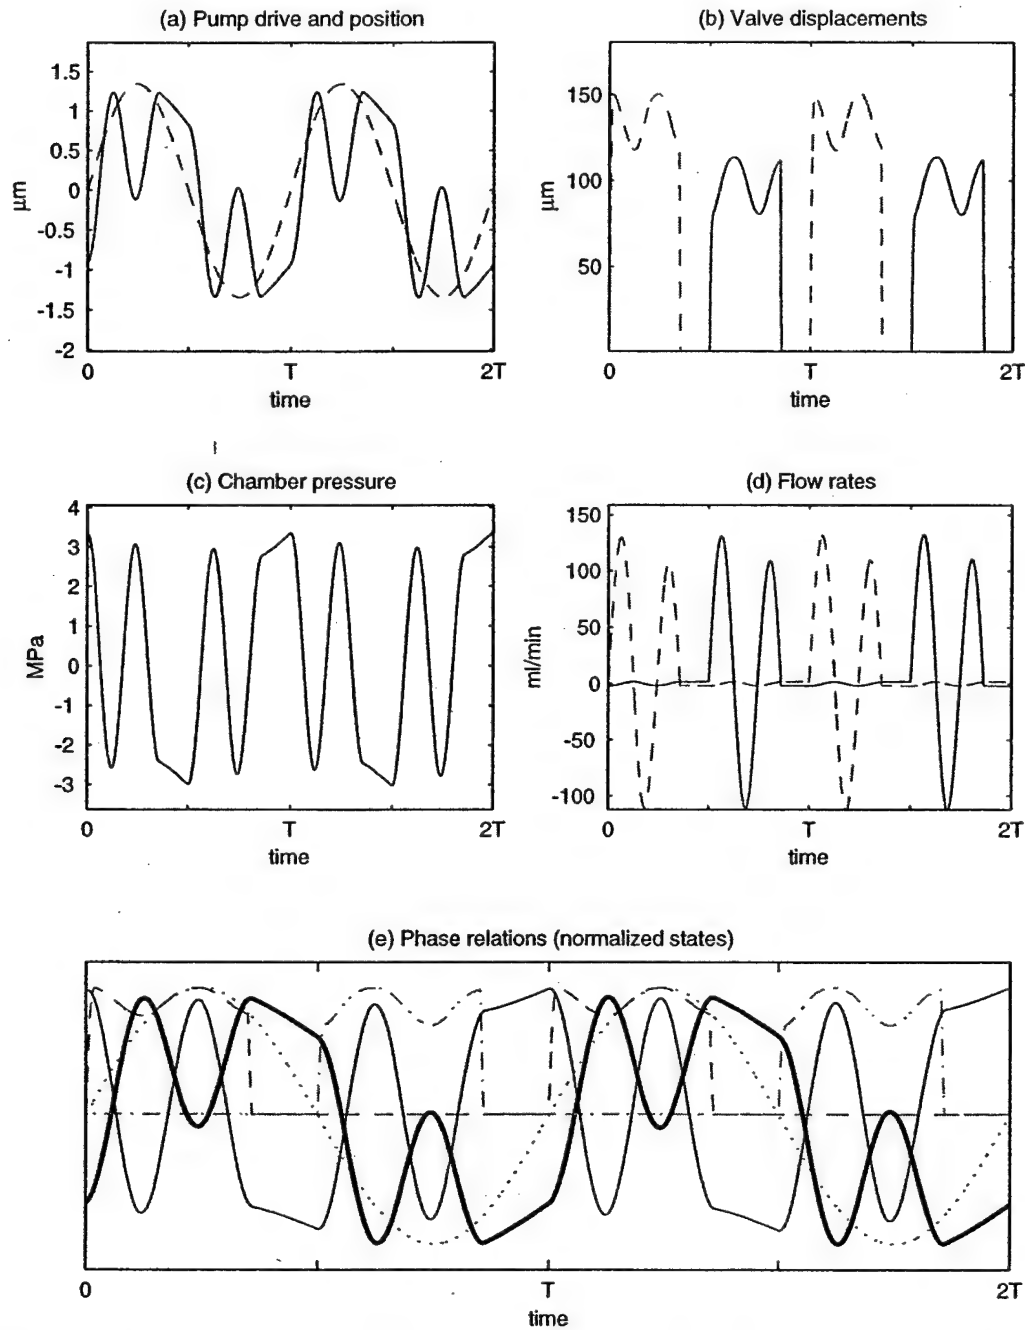 (a) Pump drive and position
(b) Valve displacements
1.5
1
0.5
0
-0.5
-1
-1.5
-2
μm
0
T
2T
time
150
100
50
μm
0
T
2T
time
(c) Chamber pressure
(d) Flow rates
4
3
2
1
0
-1
-2
-3
MPa
0
T
2T
time
150
100
50
0
-50
-100
ml/min
0
T
2T
time
(e) Phase relations (normalized states)
0
T
2T
time